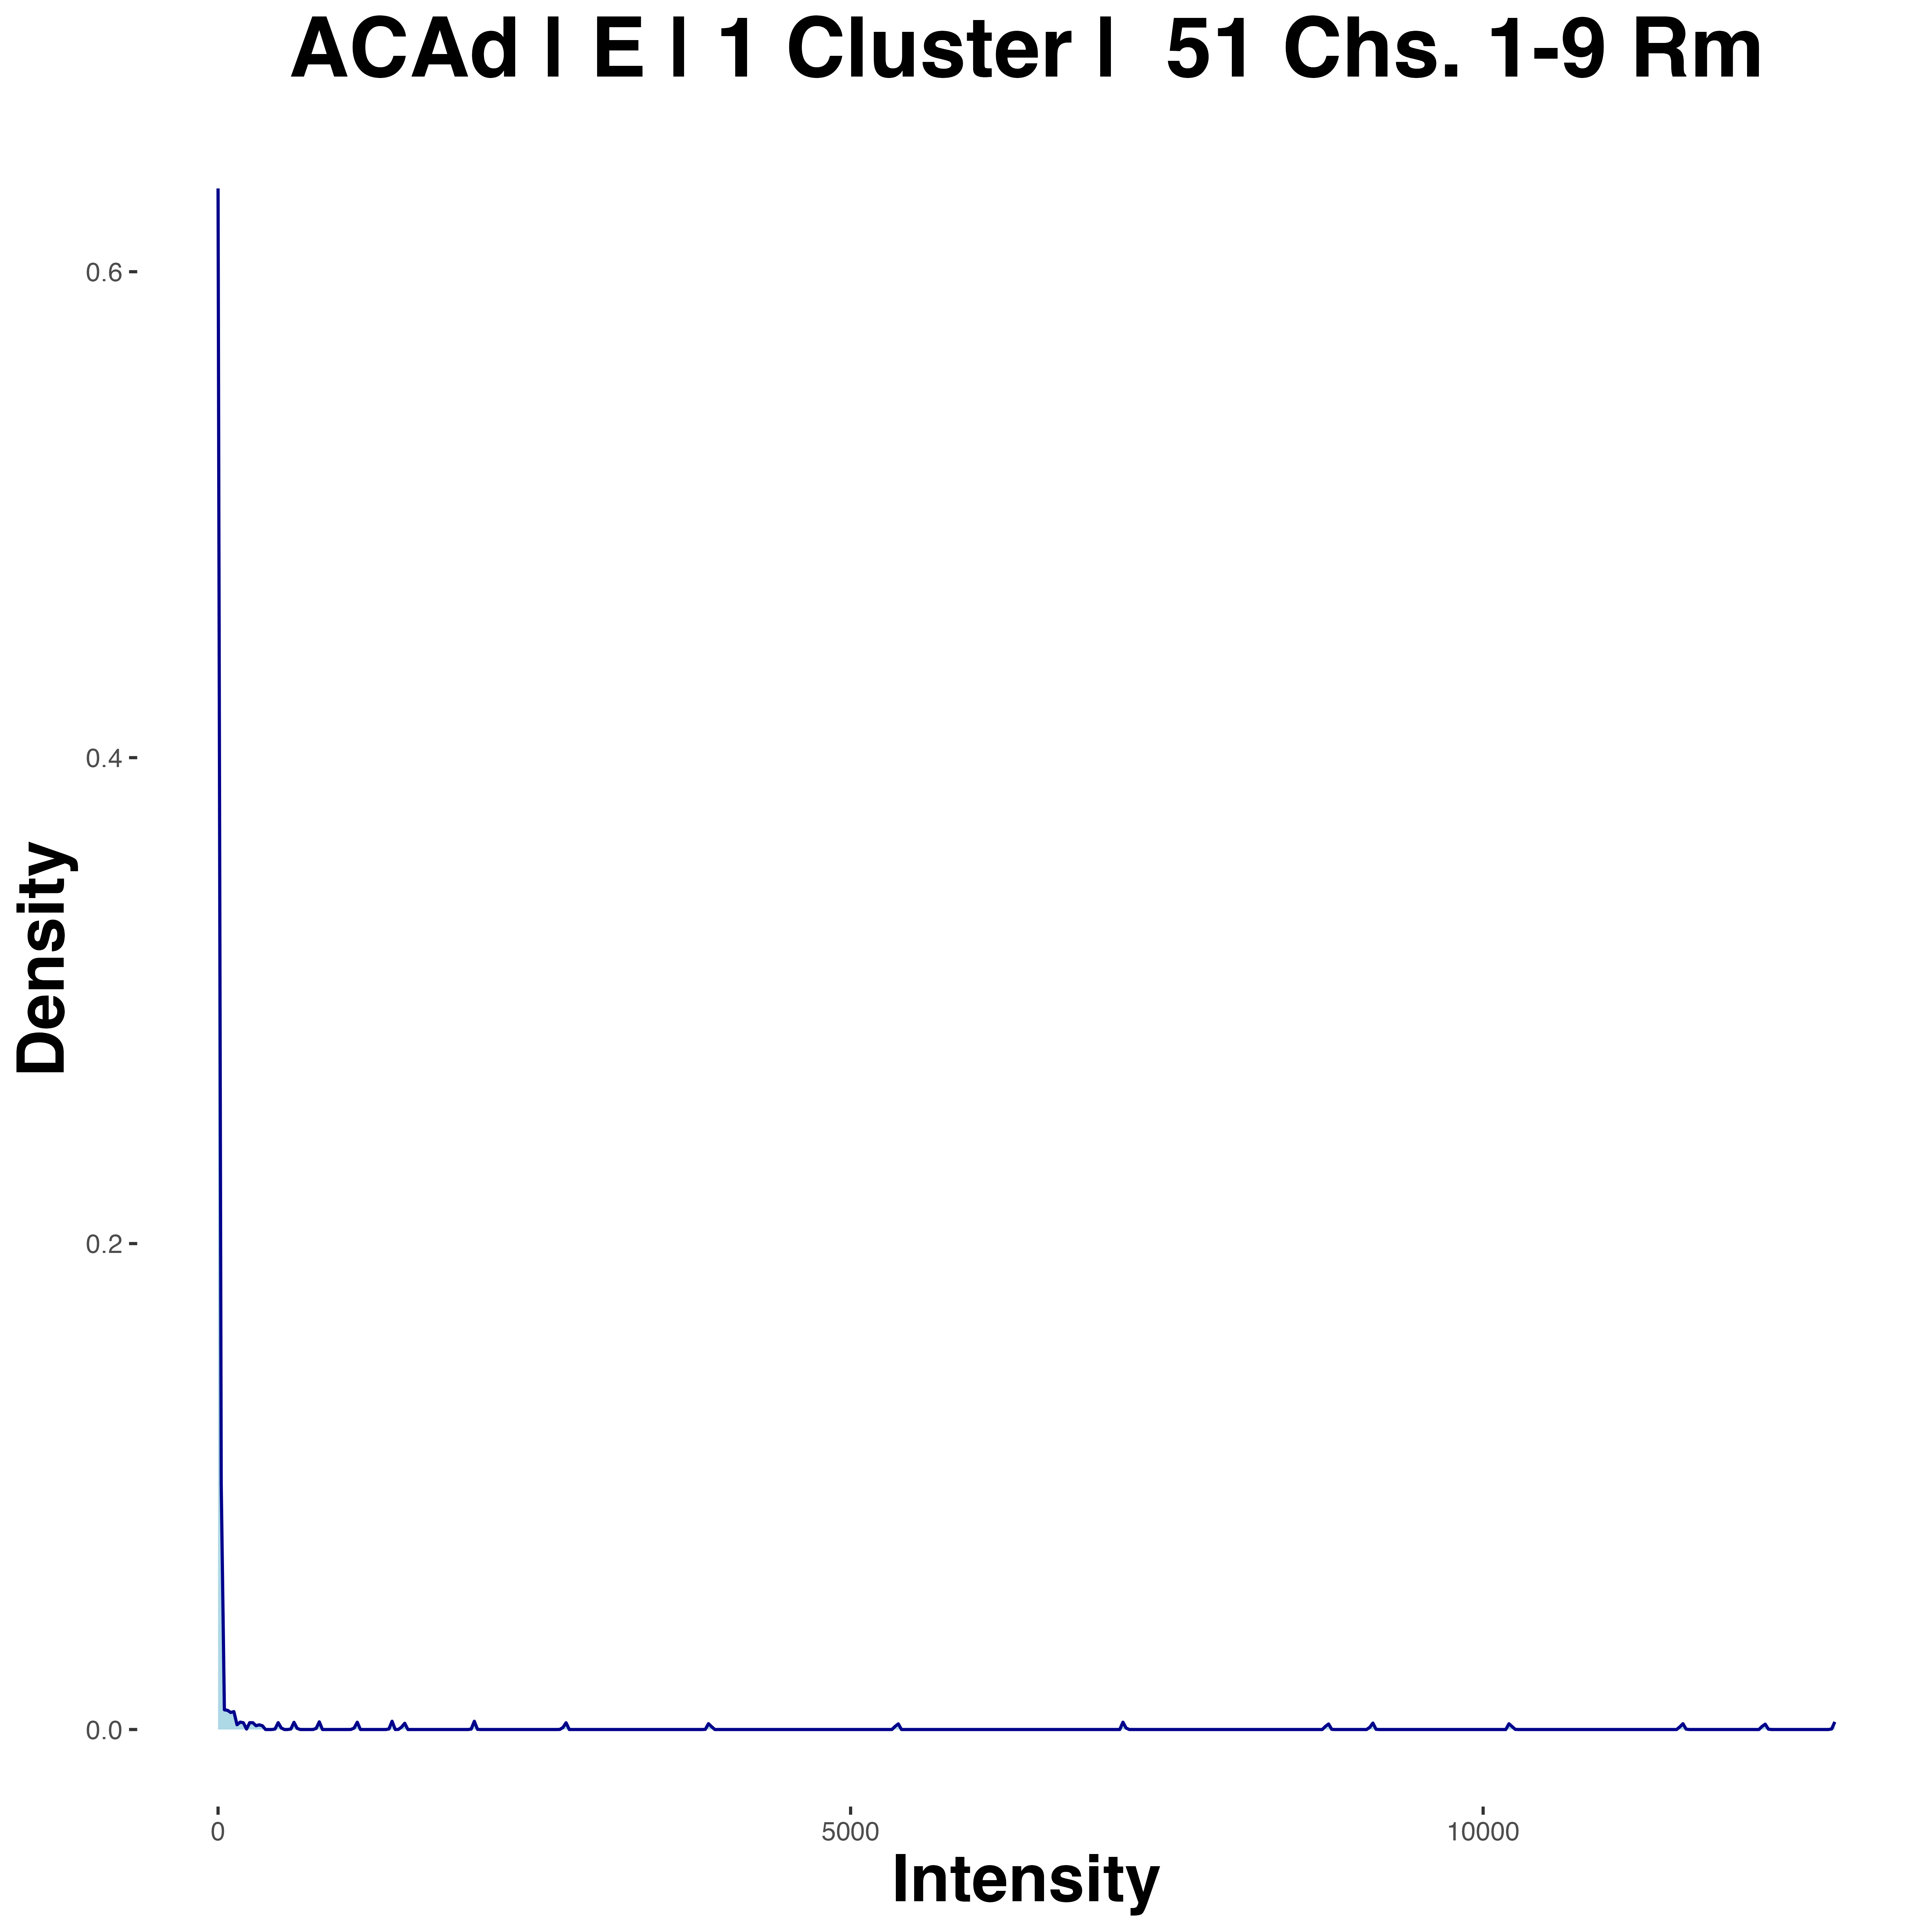 ACAd | E | 1 Cluster |  51 Chs. 1-9 Rm
0.6
0.4
0.2
0.0
Density
0
5000
10000
Intensity